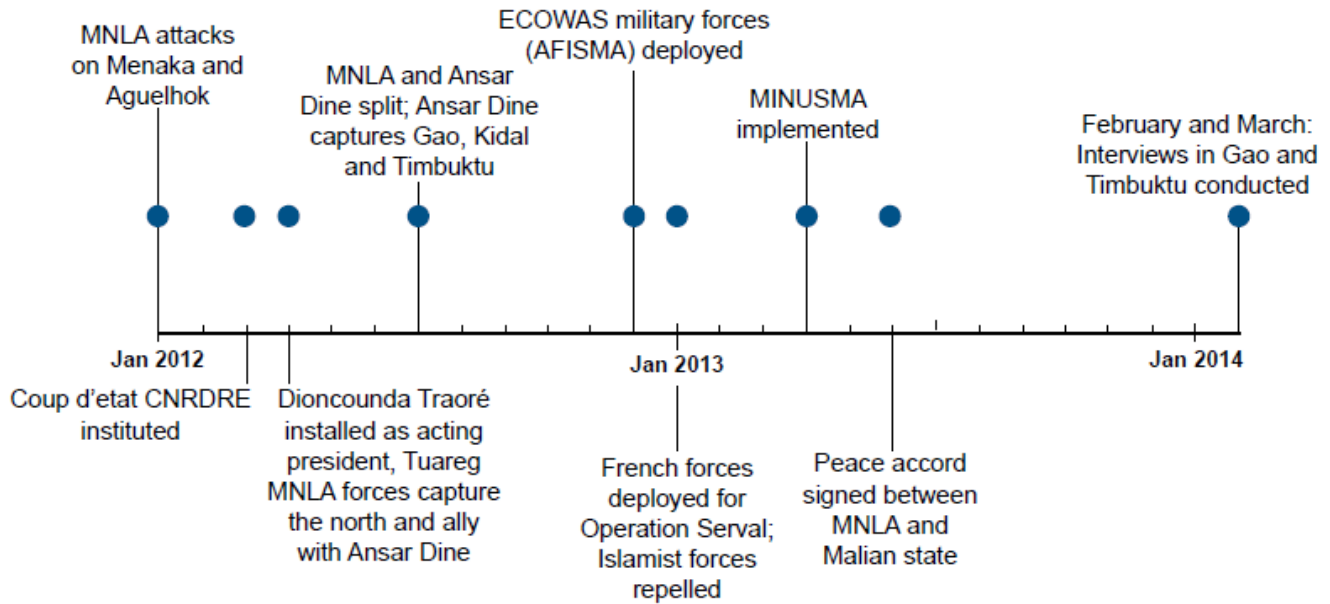 MNLA attacks
on Menaka and
Aguelhok
MNLA and Ansar
Dine split; Ansar Dine
captures Gao, Kidal
and Timbuktu
ECOWAS military forces
(AFISMA) deployed
MINUSMA
implemented
February and March:
Interviews in Gao and
Timbuktu conducted
Jan 2012
Jan 2013
Jan 2014
Coup d'etat CNRDRE
instituted
Dioncounda Traoré
installed as acting
president, Tuareg
MNLA forces capture
the north and ally
with Ansar Dine
French forces
deployed for
Operation Serval;
Islamist forces
repelled
Peace accord
signed between
MNLA and
Malian state